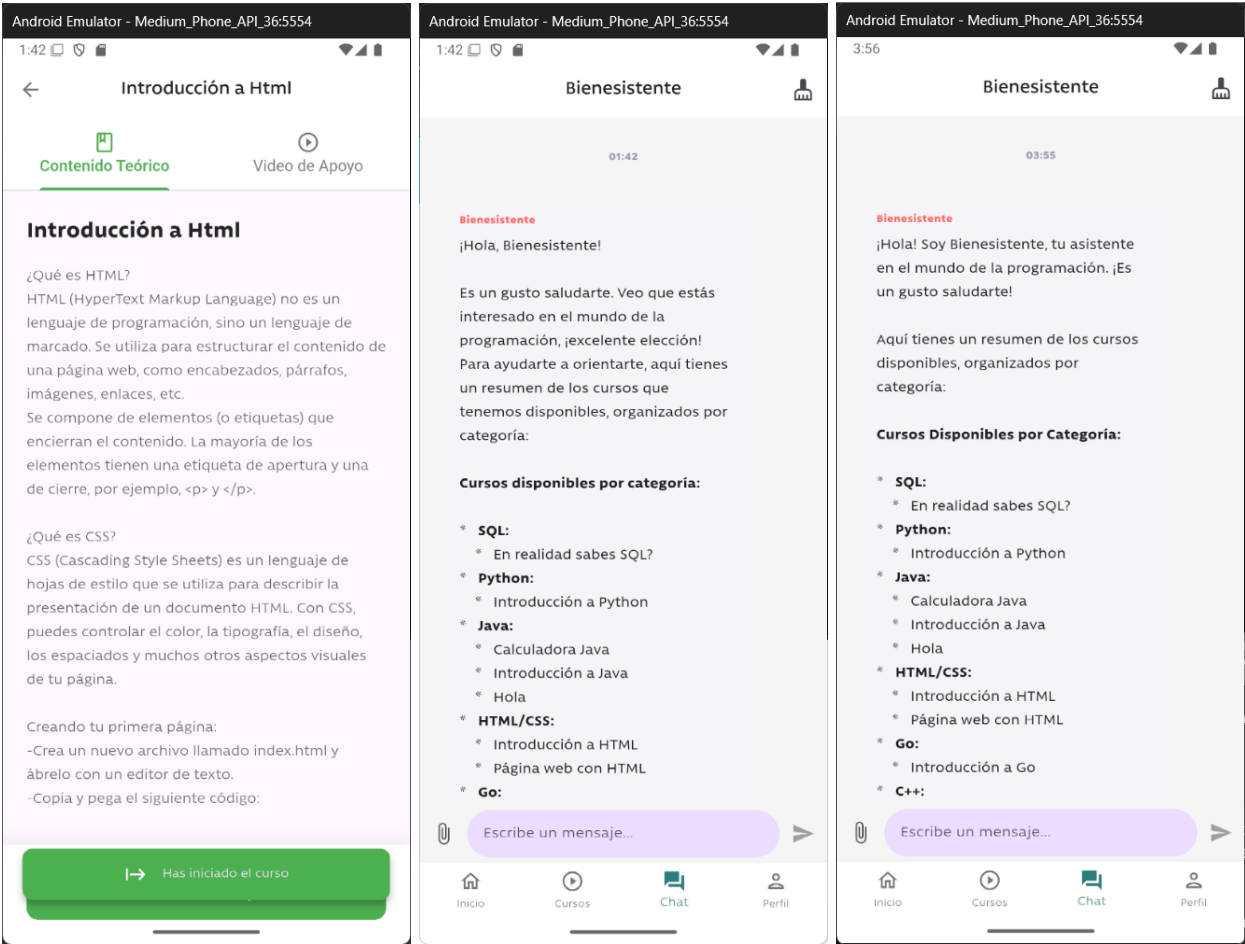 Android Emulator - Medium_Phone_API_36:5554
1:42
Introducción a Html
Contenido Teórico
Video de Apoyo
Introducción a Html
¿Qué es HTML?
HTML (HyperText Markup Language) no es un
lenguaje de programación, sino un lenguaje de
marcado. Se utiliza para estructurar el contenido de
una página web, como encabezados, párrafos,
imágenes, enlaces, etc.
Se compone de elementos (o etiquetas) que
encierran el contenido. La mayoría de los
elementos tienen una etiqueta de apertura y una
de cierre, por ejemplo, <p> y </p>.
¿Qué es CSS?
CSS (Cascading Style Sheets) es un lenguaje de
hojas de estilo que se utiliza para describir la
presentación de un documento HTML. Con CSS,
puedes controlar el color, la tipografía, el diseño,
los espaciados y muchos otros aspectos visuales
de tu página.
Creando tu primera página:
-Crea un nuevo archivo llamado index.html y
ábrelo con un editor de texto.
-Copia y pega el siguiente código:
Has iniciado el curso
Android Emulator - Medium_Phone_API_36:5554
1:42
Bienesistente
01:42
Bienesistente
¡Hola, Bienesistente!
Es un gusto saludarte. Veo que estás
interesado en el mundo de la
programación, ¡excelente elección!
Para ayudarte a orientarte, aquí tienes
un resumen de los cursos que
tenemos disponibles, organizados por
categoría:
Cursos disponibles por categoría:
* SQL:
* En realidad sabes SQL?
* Python:
* Introducción a Python
* Java:
* Calculadora Java
* Introducción a Java
* Hola
* HTML/CSS:
* Introducción a HTML
* Página web con HTML
* Go:
Escribe un mensaje...
Inicio
Cursos
Chat
Perfil
Android Emulator - Medium_Phone_API_36:5554
3:56
Bienesistente
03:55
Bienesistente
¡Hola! Soy Bienesistente, tu asistente
en el mundo de la programación. ¡Es
un gusto saludarte!
Aquí tienes un resumen de los cursos
disponibles, organizados por
categoría:
Cursos Disponibles por Categoría:
* SQL:
* En realidad sabes SQL?
* Python:
* Introducción a Python
* Java:
* Calculadora Java
* Introducción a Java
* Hola
* HTML/CSS:
* Introducción a HTML
* Página web con HTML
* Go:
* Introducción a Go
* C++:
Escribe un mensaje...
Inicio
Cursos
Chat
Perfil